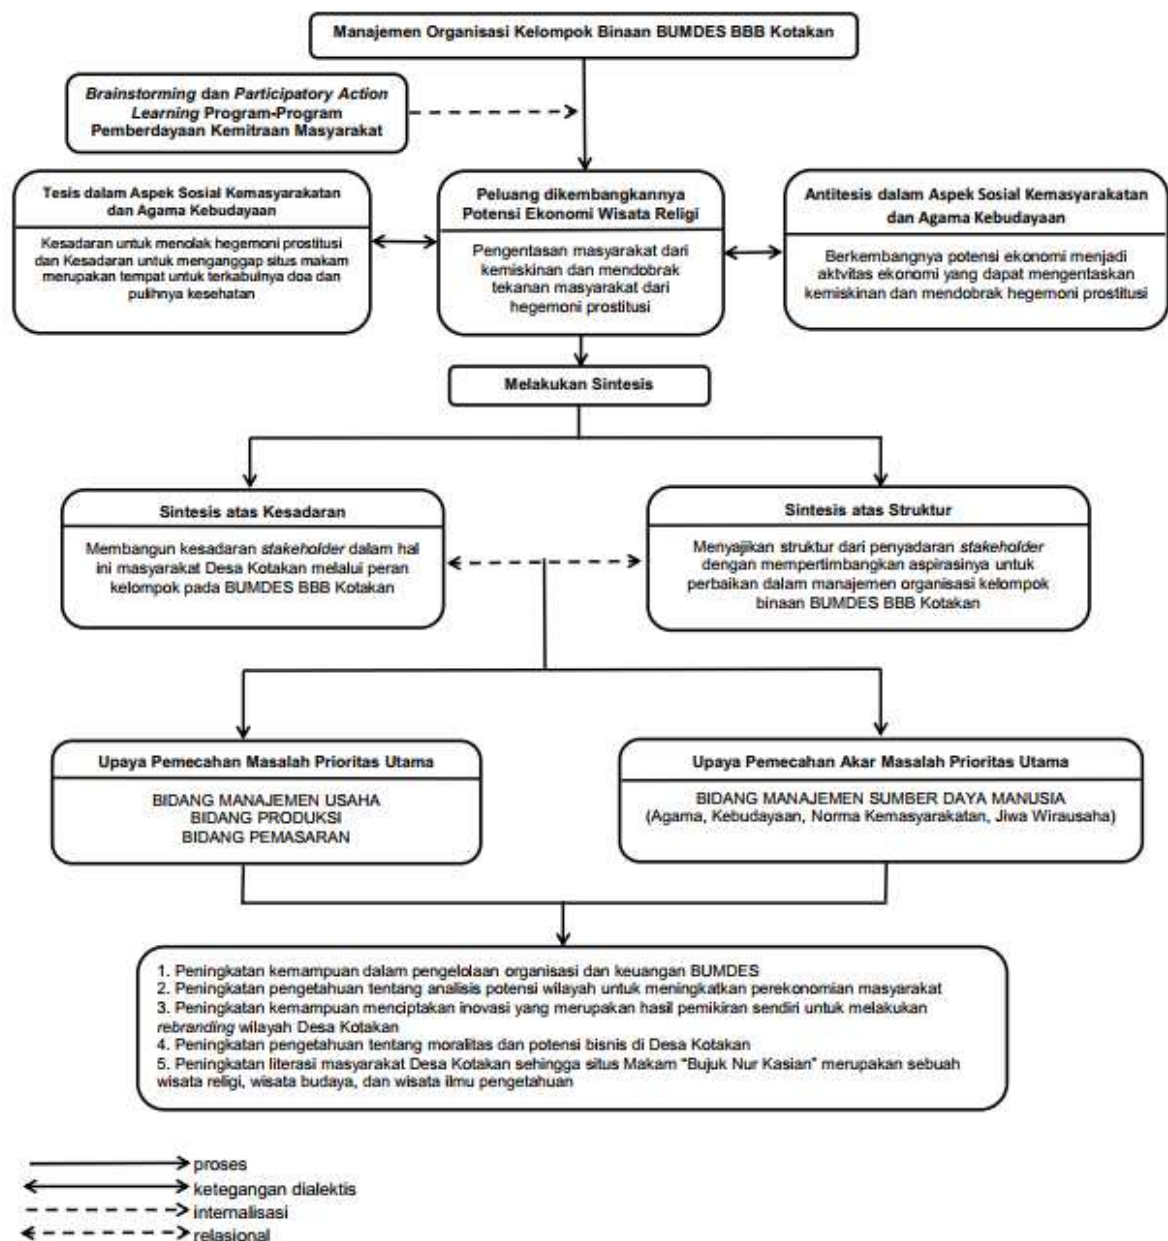 Manajemen Organisasi Kelompok Binaan BUMDES BBB Kotakan
Brainstorming dan Participatory Action
Learning Program-Program
Pemberdayaan Kemitraan Masyarakat
Tesis dalam Aspek Sosial Kemasyarakatan
dan Agama Kebudayaan
Kesadaran untuk menolak hegemoni prostitusi
dan Kesadaran untuk menganggap situs makam
merupakan tempat untuk terkabulnya doa dan
pulihnya kesehatan
Peluang dikembangkannya
Potensi Ekonomi Wisata Religi
Pengentasan masyarakat dari
kemiskinan dan mendobrak
tekanan masyarakat dari
hegemoni prostitusi
Antitesis dalam Aspek Sosial Kemasyarakatan
dan Agama Kebudayaan
Berkembangnya potensi ekonomi menjadi
aktvitas ekonomi yang dapat mengentaskan
kemiskinan dan mendobrak hegemoni prostitusi
Melakukan Sintesis
Sintesis atas Kesadaran
Membangun kesadaran stakeholder dalam hal
ini masyarakat Desa Kotakan melalui peran
kelompok pada BUMDES BBB Kotakan
Sintesis atas Struktur
Menyajikan struktur dari penyadaran stakeholder
dengan mempertimbangkan aspirasinya untuk
perbaikan dalam manajemen organisasi kelompok
binaan BUMDES BBB Kotakan
Upaya Pemecahan Masalah Prioritas Utama
BIDANG MANAJEMEN USAHA
BIDANG PRODUKSI
BIDANG PEMASARAN
Upaya Pemecahan Akar Masalah Prioritas Utama
BIDANG MANAJEMEN SUMBER DAYA MANUSIA
(Agama, Kebudayaan, Norma Kemasyarakatan, Jiwa Wirausaha)
1. Peningkatan kemampuan dalam pengelolaan organisasi dan keuangan BUMDES
2. Peningkatan pengetahuan tentang analisis potensi wilayah untuk meningkatkan perekonomian masyarakat
3. Peningkatan kemampuan menciptakan inovasi yang merupakan hasil pemikiran sendiri untuk melakukan
rebranding wilayah Desa Kotakan
4. Peningkatan pengetahuan tentang moralitas dan potensi bisnis di Desa Kotakan
5. Peningkatan literasi masyarakat Desa Kotakan sehingga situs Makam “Bujuk Nur Kasian” merupakan sebuah
wisata religi, wisata budaya, dan wisata ilmu pengetahuan
proses
ketegangan dialektis
internalisasi
relasional